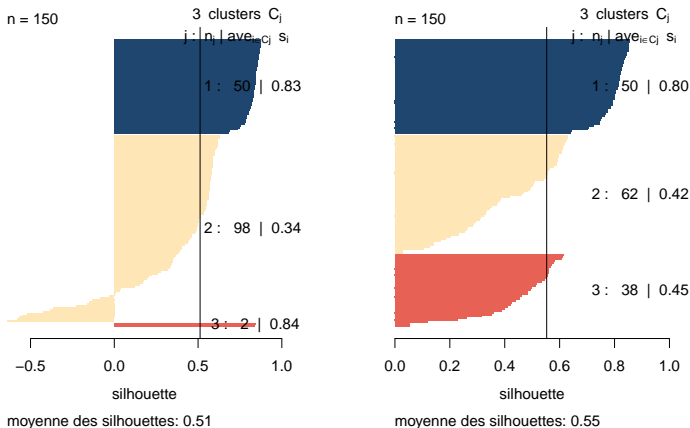 n = 150
3 clusters Cj
j : nj | avei∈Cj si
1 : 50 | 0.83
2 : 98 | 0.34
3 : 2 | 0.84
−0.5 0.0 0.5 1.0
silhouette
moyenne des silhouettes: 0.51
n = 150
3 clusters Cj
j : nj | avei∈Cj si
1 : 50 | 0.80
2 : 62 | 0.42
3 : 38 | 0.45
0.0 0.2 0.4 0.6 0.8 1.0
silhouette
moyenne des silhouettes: 0.55